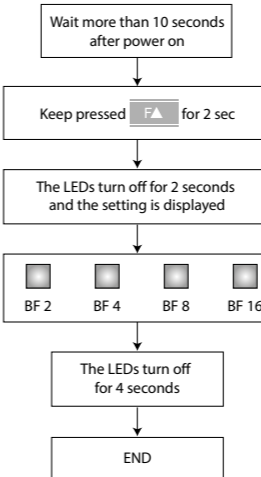 Wait more than 10 seconds
after power on
Keep pressed F▲ for 2 sec
The LEDs turn off for 2 seconds
and the setting is displayed
BF 2 BF 4 BF 8 BF 16
The LEDs turn off
for 4 seconds
END